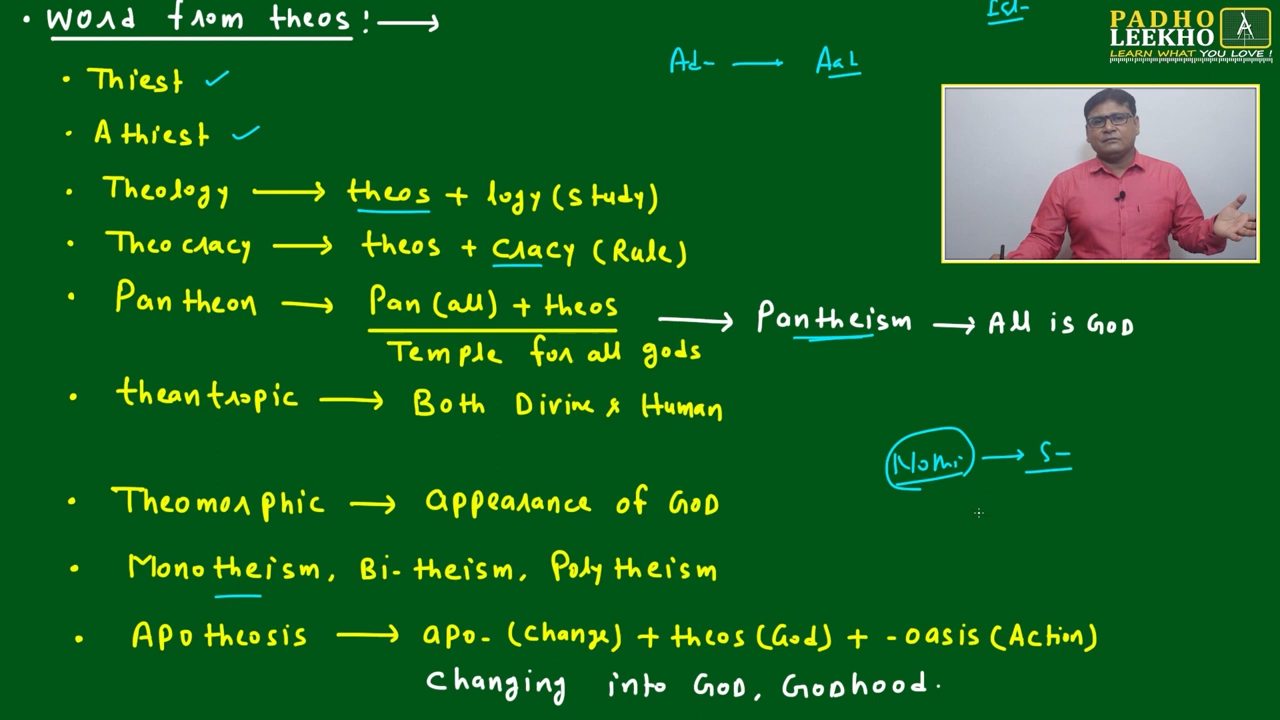 • Word from theos! →
Ad- → Aal
PADHO
LEEKHO
LEARN WHAT YOU LOVE !
• Thiest ✓
• Athiest ✓
• Theology → theos + logy (study)
• Theocracy → theos + cracy (Rule)
• Pantheon → Pan (all) + theos → Pantheism → All is GoD
Temple for all gods
• theantropic → Both Divine & Human
Nomi → S-
• Theomorphic → appearance of GoD
• Monotheism, Bi-theism, Polytheism
• Apotheosis → apo- (Change) + theos (God) + -oasis (Action)
Changing into GoD, GoDhood.